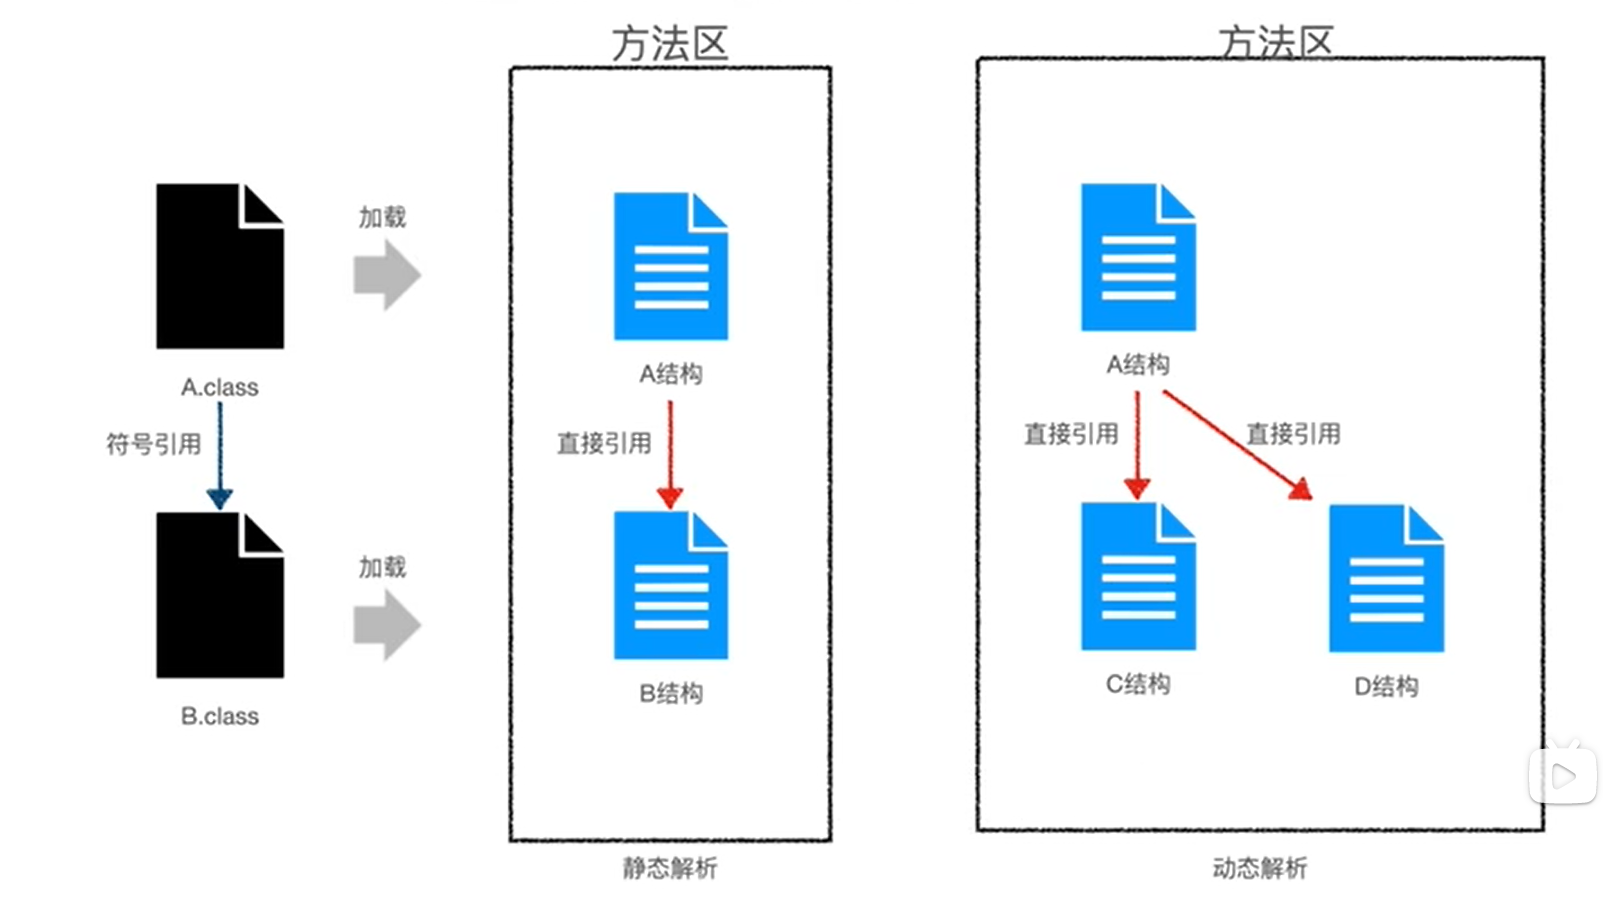 方法区
方法区
加载
A.class
A结构
A结构
符号引用
直接引用
直接引用
直接引用
加载
B.class
B结构
C结构
D结构
静态解析
动态解析